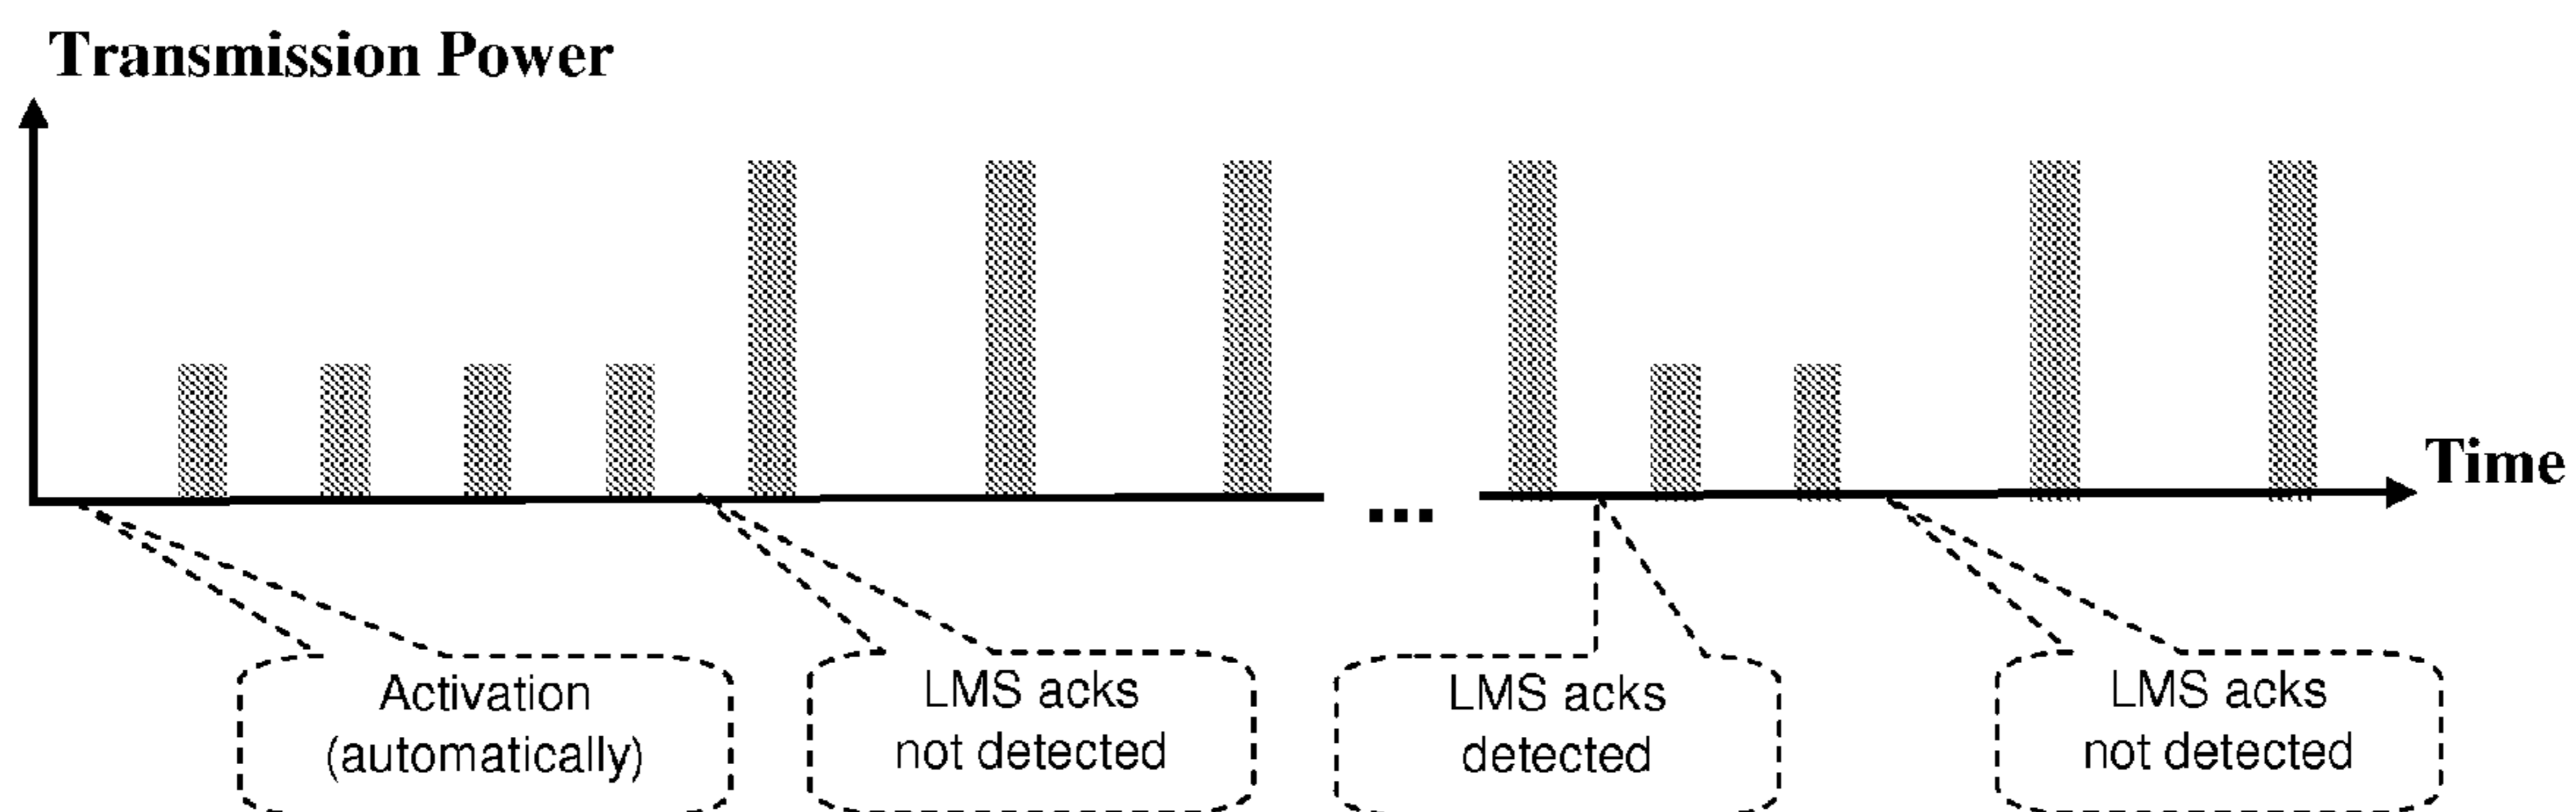 Transmission Power
Time
...
Activation
(automatically)
LMS acks
not detected
LMS acks
detected
LMS acks
not detected